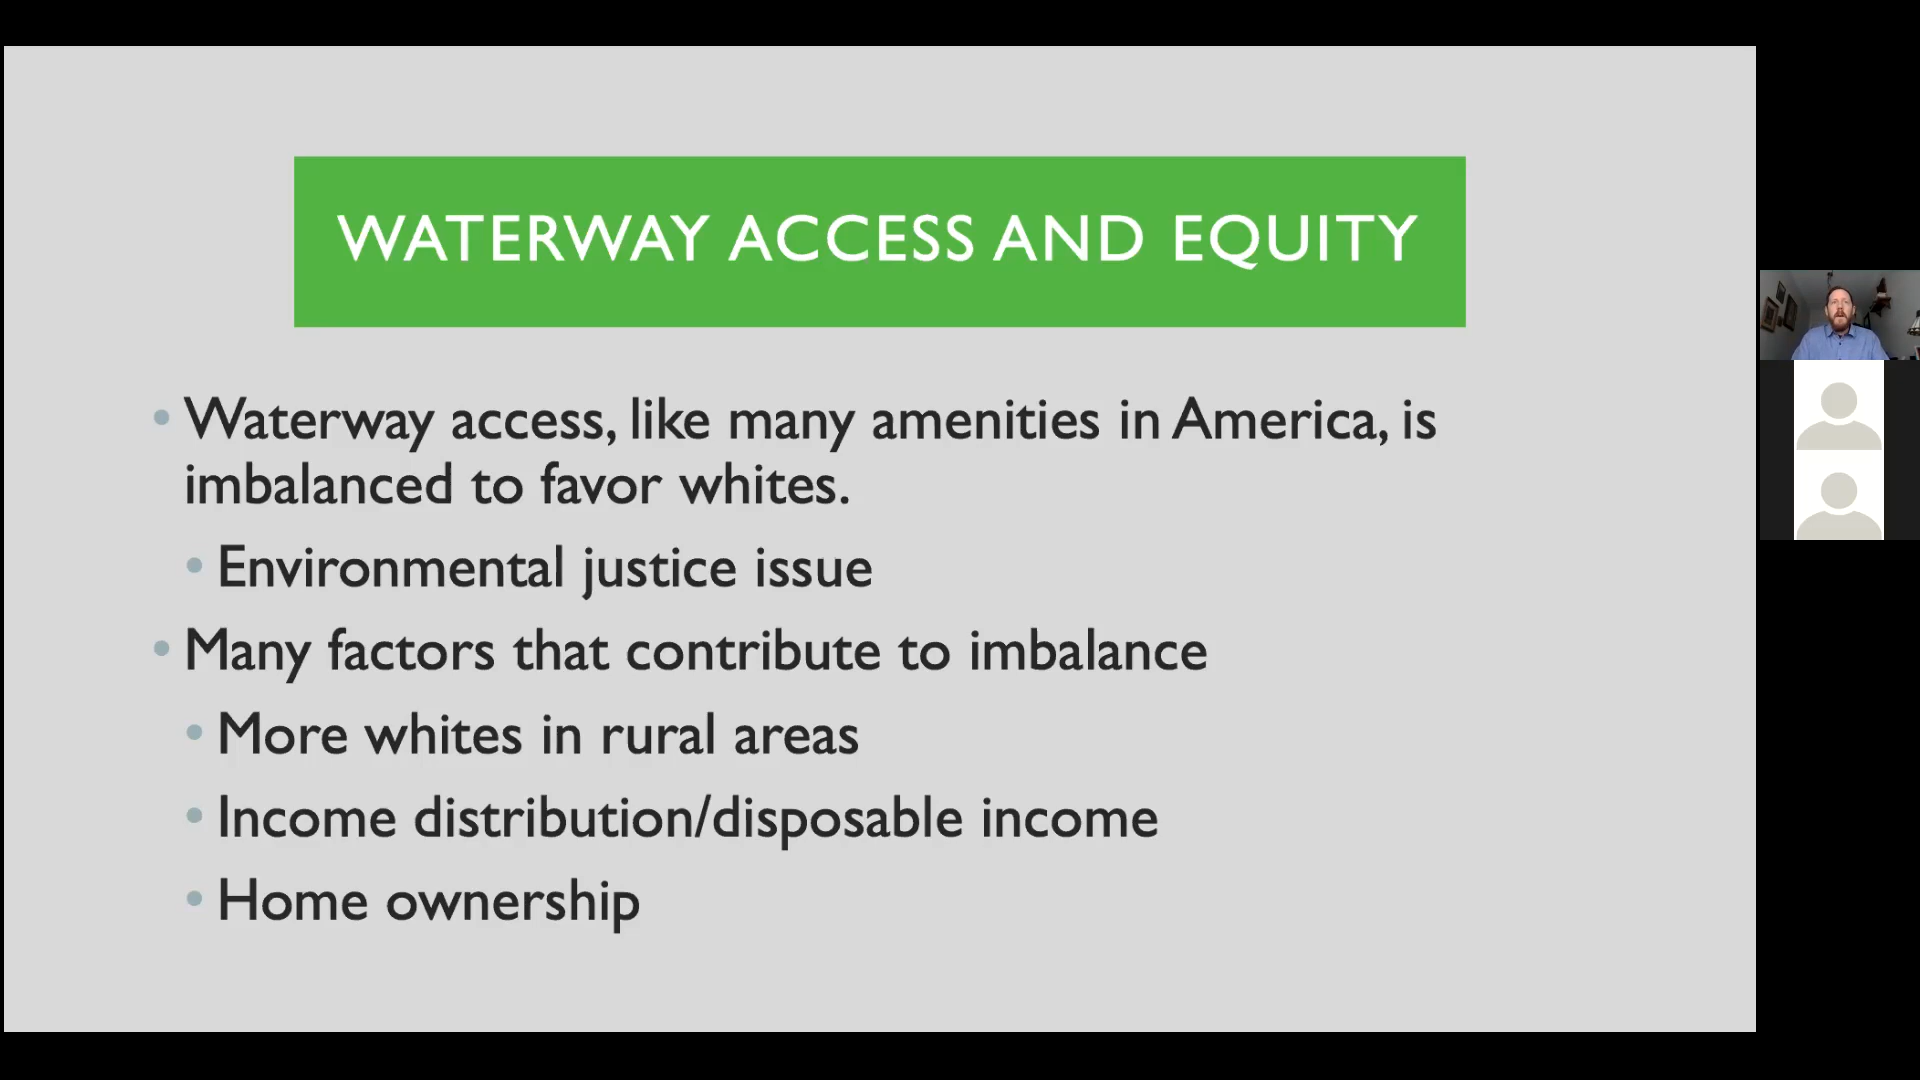 WATERWAY ACCESS AND EQUITY
• Waterway access, like many amenities in America, is
imbalanced to favor whites.
• Environmental justice issue
• Many factors that contribute to imbalance
• More whites in rural areas
• Income distribution/disposable income
• Home ownership